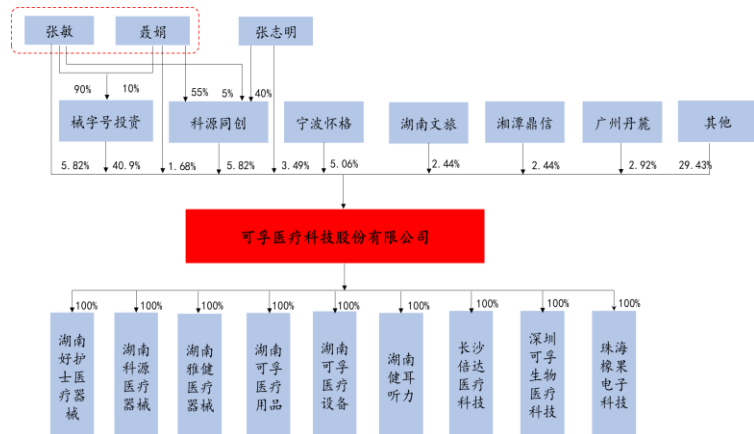 张敏
聂娟
张志明
90%
10%
55%
5%
40%
械字号投资
科源同创
宁波怀格
湖南文旅
湘潭鼎信
广州丹麓
其他
5.82%
40.9%
1.68%
5.82%
3.49%
5.06%
2.44%
2.44%
2.92%
29.43%
可孚医疗科技股份有限公司
100%
100%
100%
100%
100%
100%
100%
100%
100%
湖南
好护
士医
疗器
械
湖南
科源
医疗
器械
湖南
雅健
医疗
器械
湖南
可孚
医疗
用品
湖南
可孚
医疗
设备
湖南
健耳
听力
长沙
倍达
医疗
科技
深圳
可孚
生物
医疗
科技
珠海
橡果
电子
科技